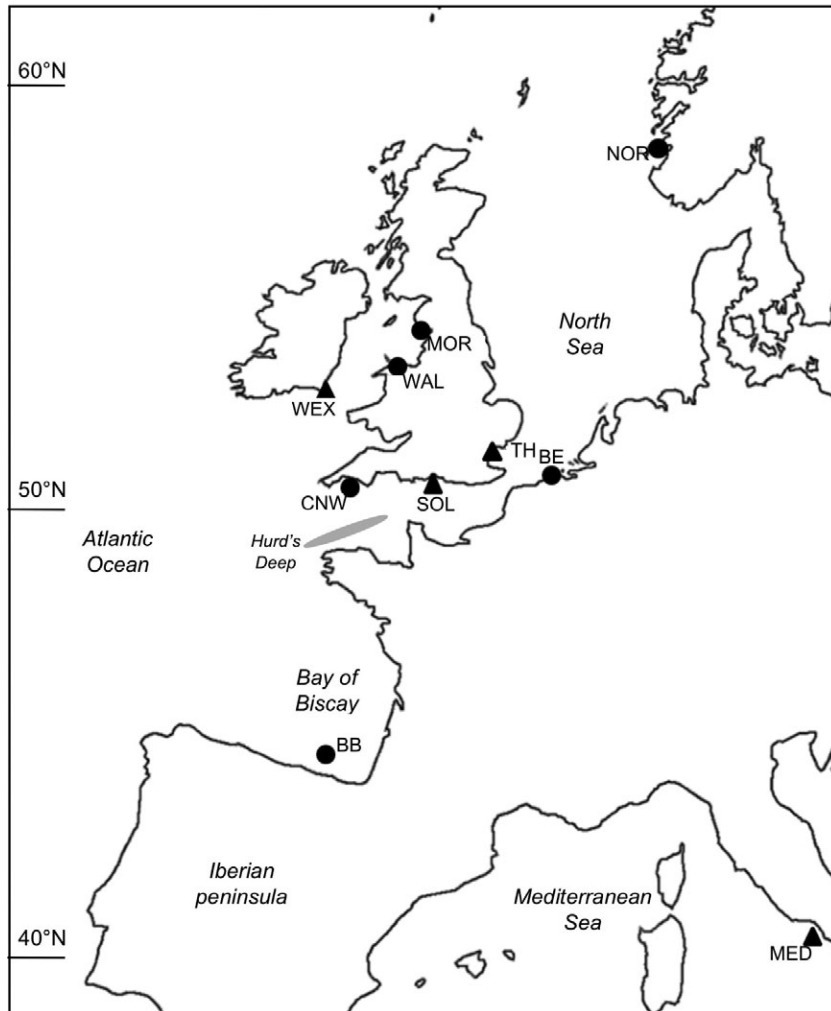 60°N
NOR
North
Sea
MOR
WAL
WEX
TH
BE
50°N
CNW
SOL
Atlantic
Ocean
Hurd's
Deep
Bay of
Biscay
BB
Iberian
peninsula
Mediterranean
Sea
40°N
MED